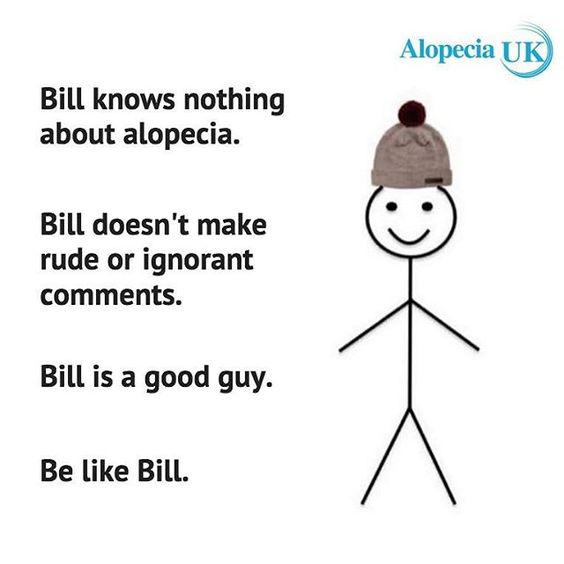 Alopecia UK
Bill knows nothing
about alopecia.
Bill doesn't make
rude or ignorant
comments.
Bill is a good guy.
Be like Bill.